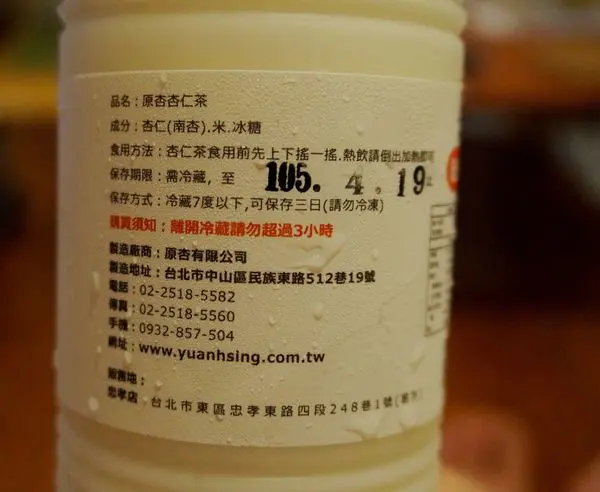 品名：原杏杏仁茶
成分：杏仁(南杏).米.冰糖
食用方法：杏仁茶食用前先上下搖一搖.熱飲請倒出加熱即可
保存期限：需冷藏，至 105. 4. 19
保存方式：冷藏7度以下,可保存三日(請勿冷凍)
購買須知：離開冷藏請勿超過3小時
製造廠商：原杏有限公司
製造地址：台北市中山區民族東路512巷19號
電話：02-2518-5582
傳真：02-2518-5560
手機：0932-857-504
網址：www.yuanhsing.com.tw
販售地：
忠孝店：台北市東區忠孝東路四段248巷1號